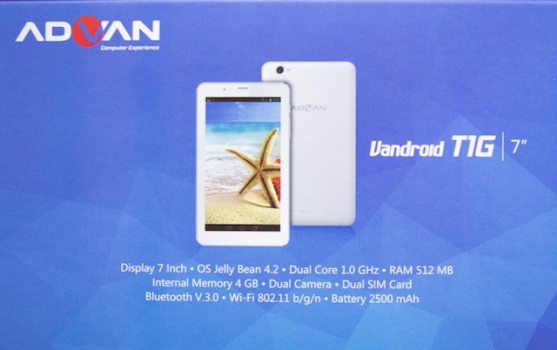 ADVAN
Computer Experience
ADVAN
Vandroid T1G 7"
Display 7 Inch • OS Jelly Bean 4.2 • Dual Core 1.0 GHz • RAM 512 MB
Internal Memory 4 GB • Dual Camera • Dual SIM Card
Bluetooth V.3.0 • Wi-Fi 802.11 b/g/n • Battery 2500 mAh